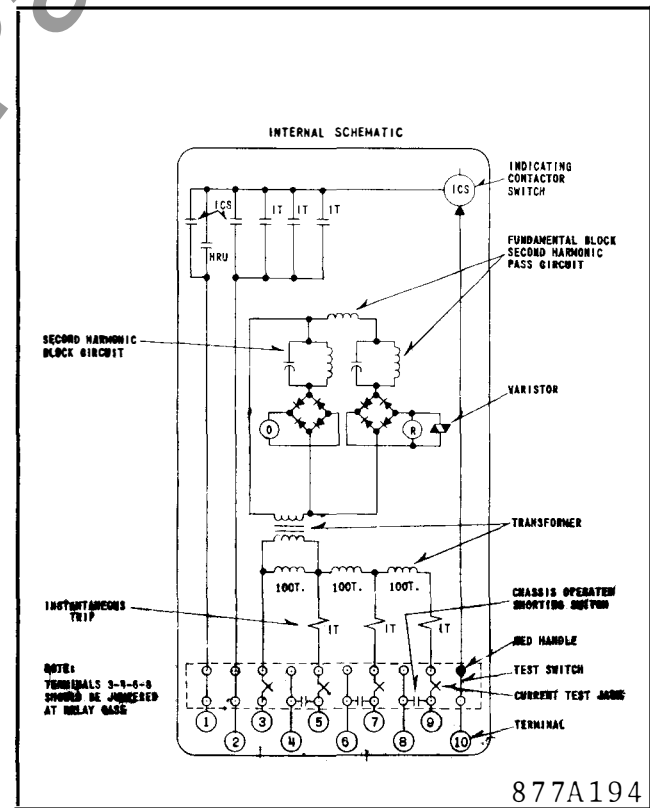 INTERNAL SCHEMATIC
INDICATING
CONTACTOR
SWITCH
ICS
ICS
IT
IT
IT
HRU
FUNDAMENTAL BLOCK
SECOND HARMONIC
PASS CIRCUIT
SECOND HARMONIC
BLOCK CIRCUIT
VARISTOR
O
R
TRANSFORMER
100T.
100T.
100T.
CHASSIS OPERATED
SHORTING SWITCH
INSTANTANEOUS
TRIP
IT
IT
IT
RED HANDLE
NOTE:
TERMINALS 3-4-6-8
SHOULD BE JUMPERED
AT RELAY CASE
TEST SWITCH
CURRENT TEST JACK
1
3
5
7
9
TERMINAL
2
4
6
8
10
877A194